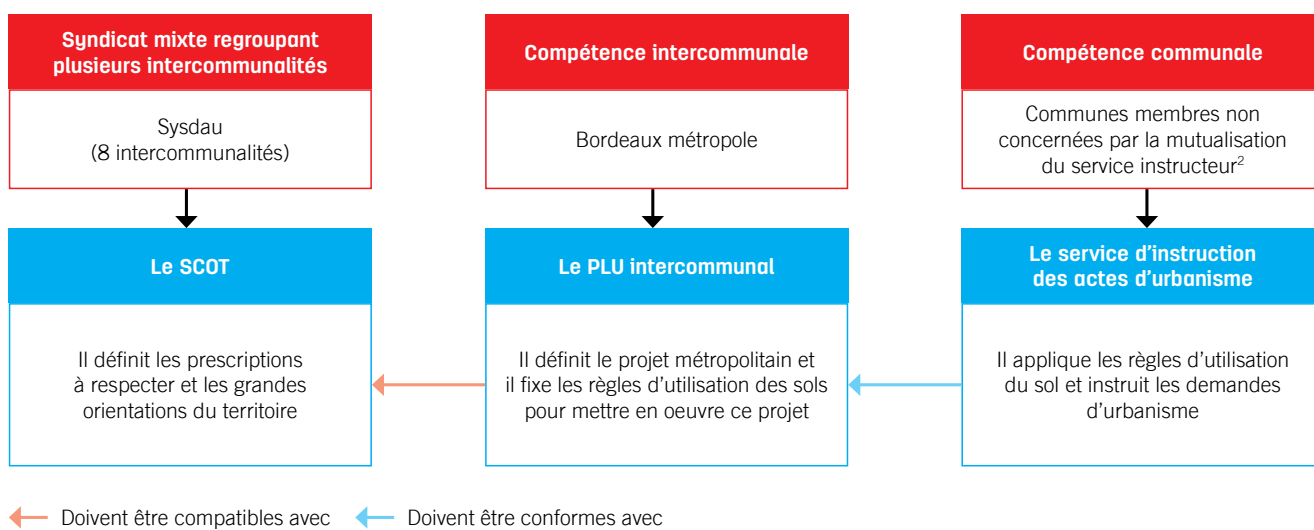 Syndicat mixte regroupant
plusieurs intercommunalités
Sysdau
(8 intercommunalités)
Le SCOT
Il définit les prescriptions
à respecter et les grandes
orientations du territoire
Compétence intercommunale
Bordeaux métropole
Le PLU intercommunal
Il définit le projet métropolitain et
il fixe les règles d'utilisation des sols
pour mettre en oeuvre ce projet
Compétence communale
Communes membres non
concernées par la mutualisation
du service instructeur²
Le service d'instruction
des actes d'urbanisme
Il applique les règles d'utilisation
du sol et instruit les demandes
d'urbanisme
Doivent être compatibles avec
Doivent être conformes avec